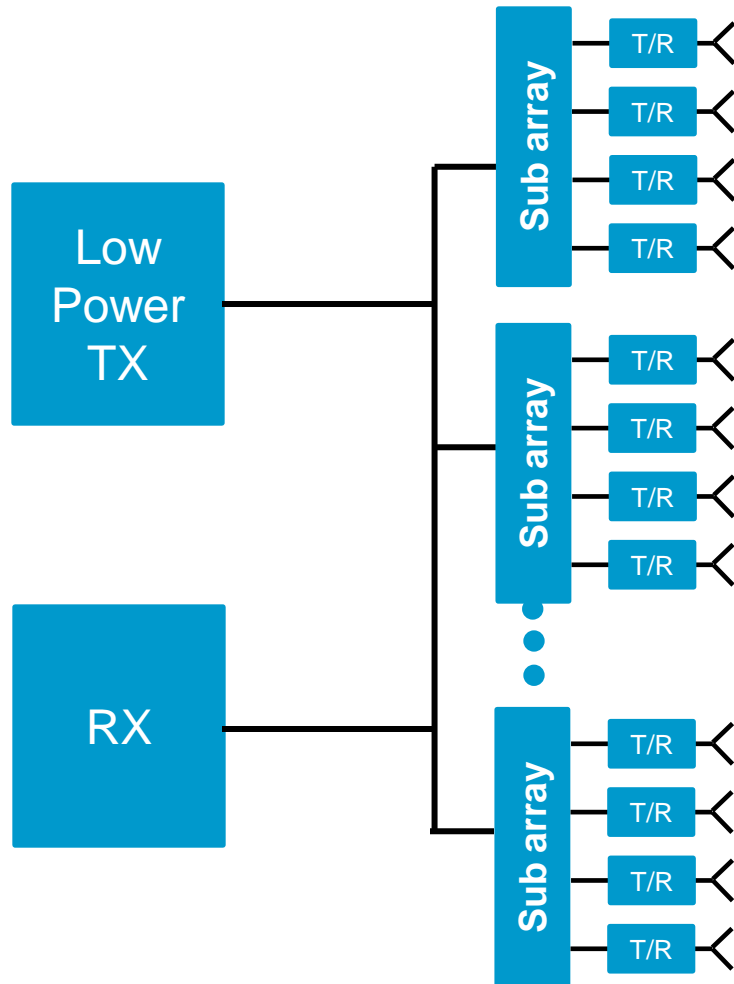 Low
Power
TX
RX
Sub array
T/R
T/R
T/R
T/R
Sub array
T/R
T/R
T/R
T/R
Sub array
T/R
T/R
T/R
T/R